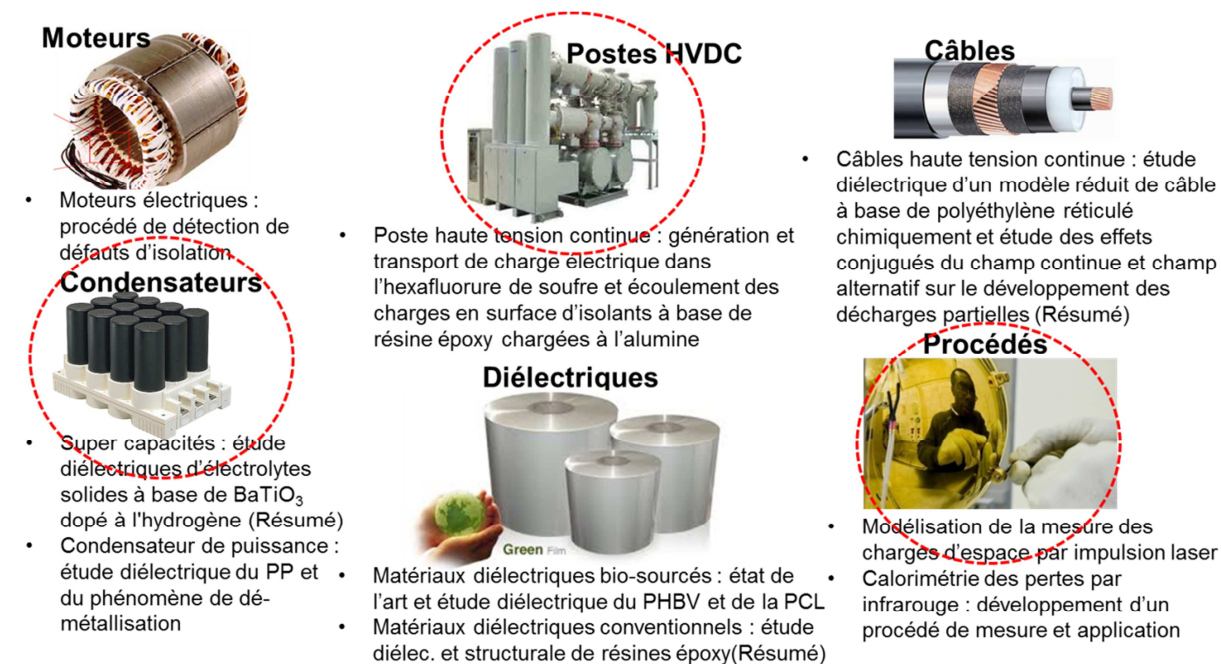 Moteurs
• Moteurs électriques :
procédé de détection de
défauts d'isolation
Condensateurs
• Super capacités : étude
diélectriques d'électrolytes
solides à base de BaTiO₃
dopé à l'hydrogène (Résumé)
• Condensateur de puissance :
étude diélectrique du PP et
du phénomène de dé-
métallisation
Postes HVDC
• Poste haute tension continue : génération et
transport de charge électrique dans
l'hexafluorure de soufre et écoulement des
charges en surface d'isolants à base de
résine époxy chargées à l'alumine
Diélectriques
Green Film
• Matériaux diélectriques bio-sourcés : état de
l'art et étude diélectrique du PHBV et de la PCL
• Matériaux diélectriques conventionnels : étude
diélec. et structurale de résines époxy(Résumé)
Câbles
• Câbles haute tension continue : étude
diélectrique d'un modèle réduit de câble
à base de polyéthylène réticulé
chimiquement et étude des effets
conjugués du champ continue et champ
alternatif sur le développement des
décharges partielles (Résumé)
Procédés
• Modélisation de la mesure des
charges d'espace par impulsion laser
• Calorimétrie des pertes par
infrarouge : développement d'un
procédé de mesure et application